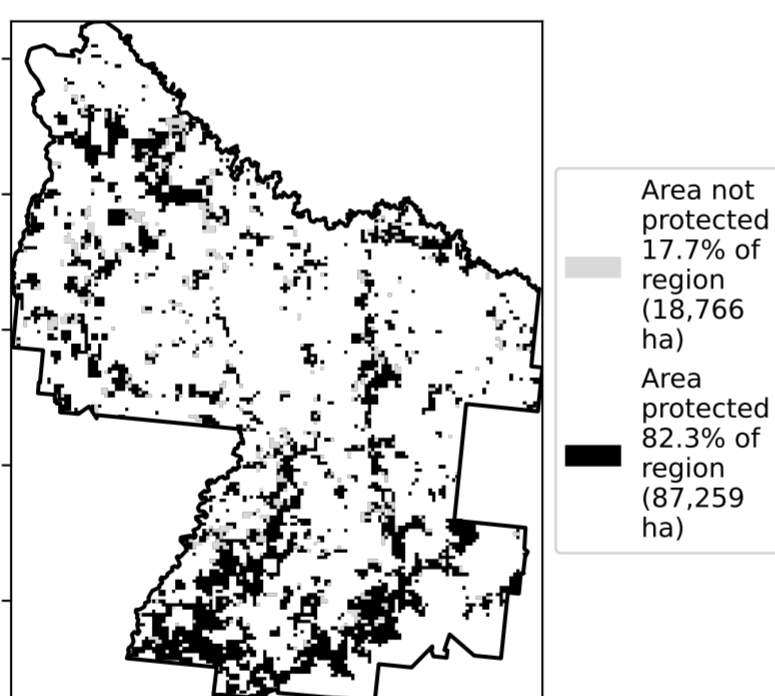 Area not
protected
17.7% of
region
(18,766
ha)
Area
protected
82.3% of
region
(87,259
ha)